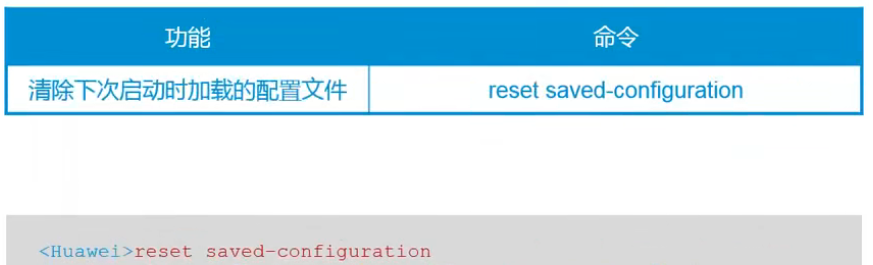 功能 命令
清除下次启动时加载的配置文件 reset saved-configuration
<Huawei>reset saved-configuration